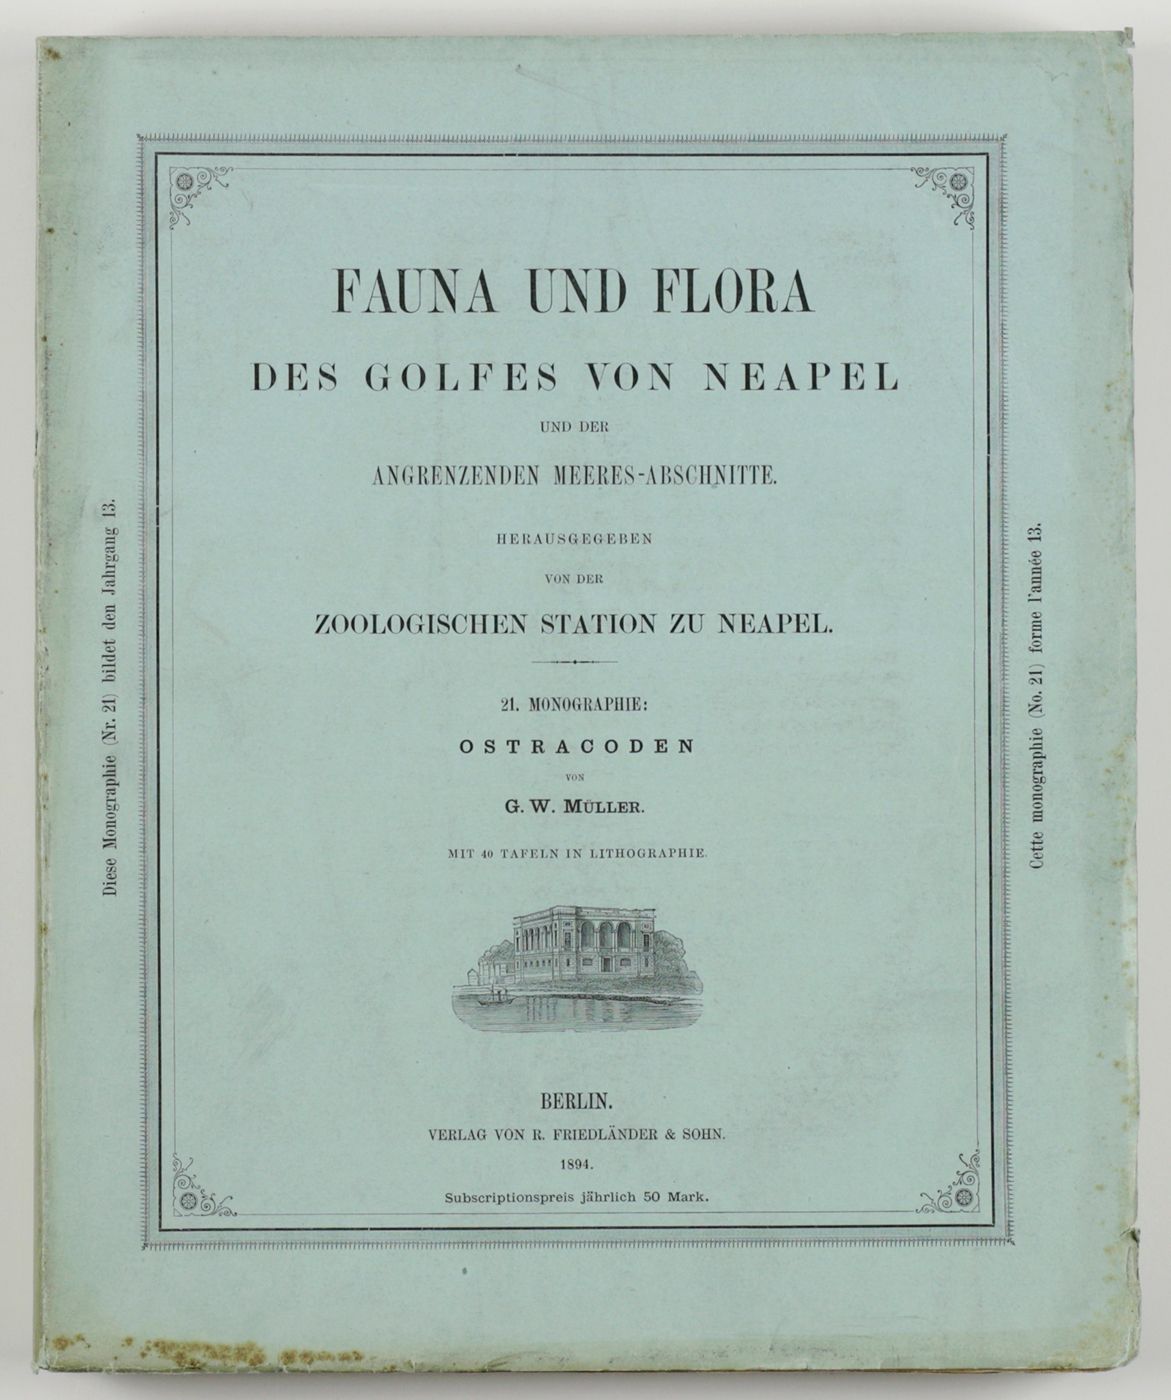 FAUNA UND FLORA
DES GOLFES VON NEAPEL
UND DER
ANGRENZENDEN MEERES-ABSCHNITTE.
HERAUSGEGEBEN
VON DER
ZOOLOGISCHEN STATION ZU NEAPEL.
21. MONOGRAPHIE:
OSTRACODEN
VON
G. W. MÜLLER.
MIT 40 TAFELN IN LITHOGRAPHIE.
BERLIN.
VERLAG VON R. FRIEDLÄNDER & SOHN.
1894.
Subscriptionspreis jährlich 50 Mark.
Diese Monographie (Nr. 21) bildet den Jahrgang 13.
Cette monographie (No. 21) forme l'année 13.